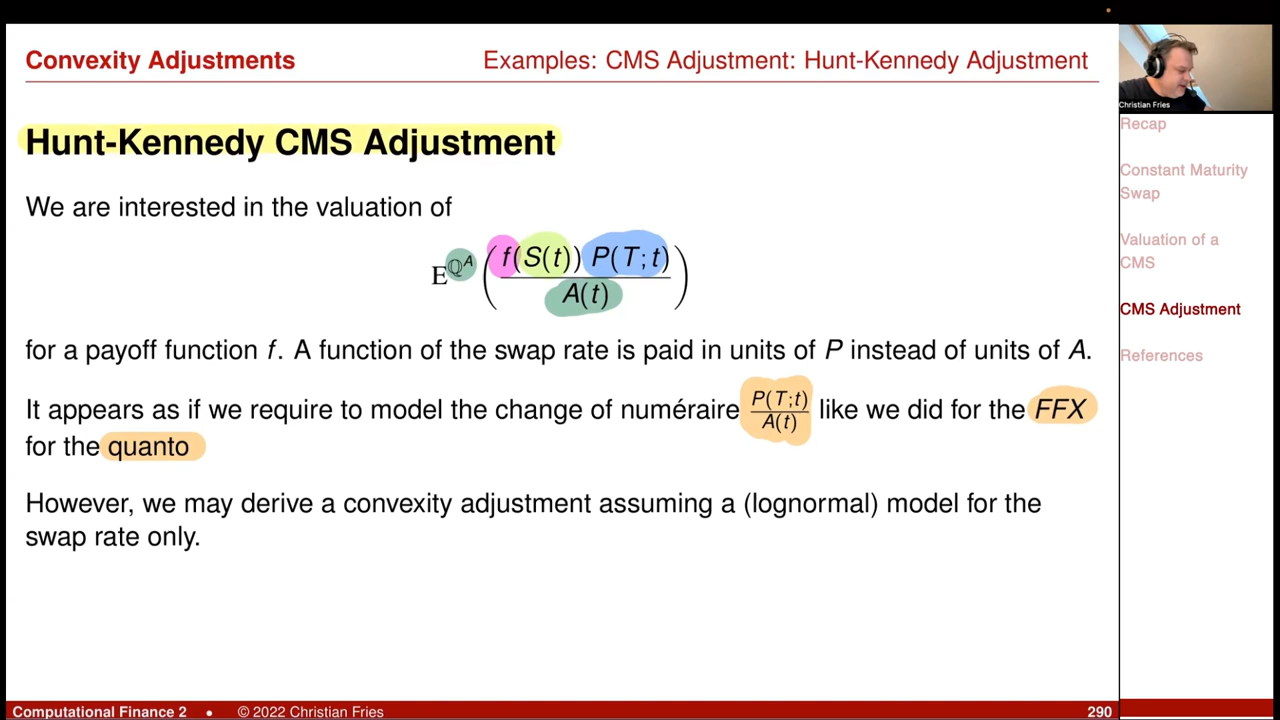 Convexity Adjustments
Examples: CMS Adjustment: Hunt-Kennedy Adjustment
Hunt-Kennedy CMS Adjustment
We are interested in the valuation of
E^{ℚ^A} ( f(S(t)) P(T; t) / A(t) )
for a payoff function f. A function of the swap rate is paid in units of P instead of units of A.
It appears as if we require to model the change of numéraire P(T;t) / A(t) like we did for the FFX
for the quanto
However, we may derive a convexity adjustment assuming a (lognormal) model for the
swap rate only.
Christian Fries
Recap
Constant Maturity
Swap
Valuation of a
CMS
CMS Adjustment
References
Computational Finance 2 • © 2022 Christian Fries
290